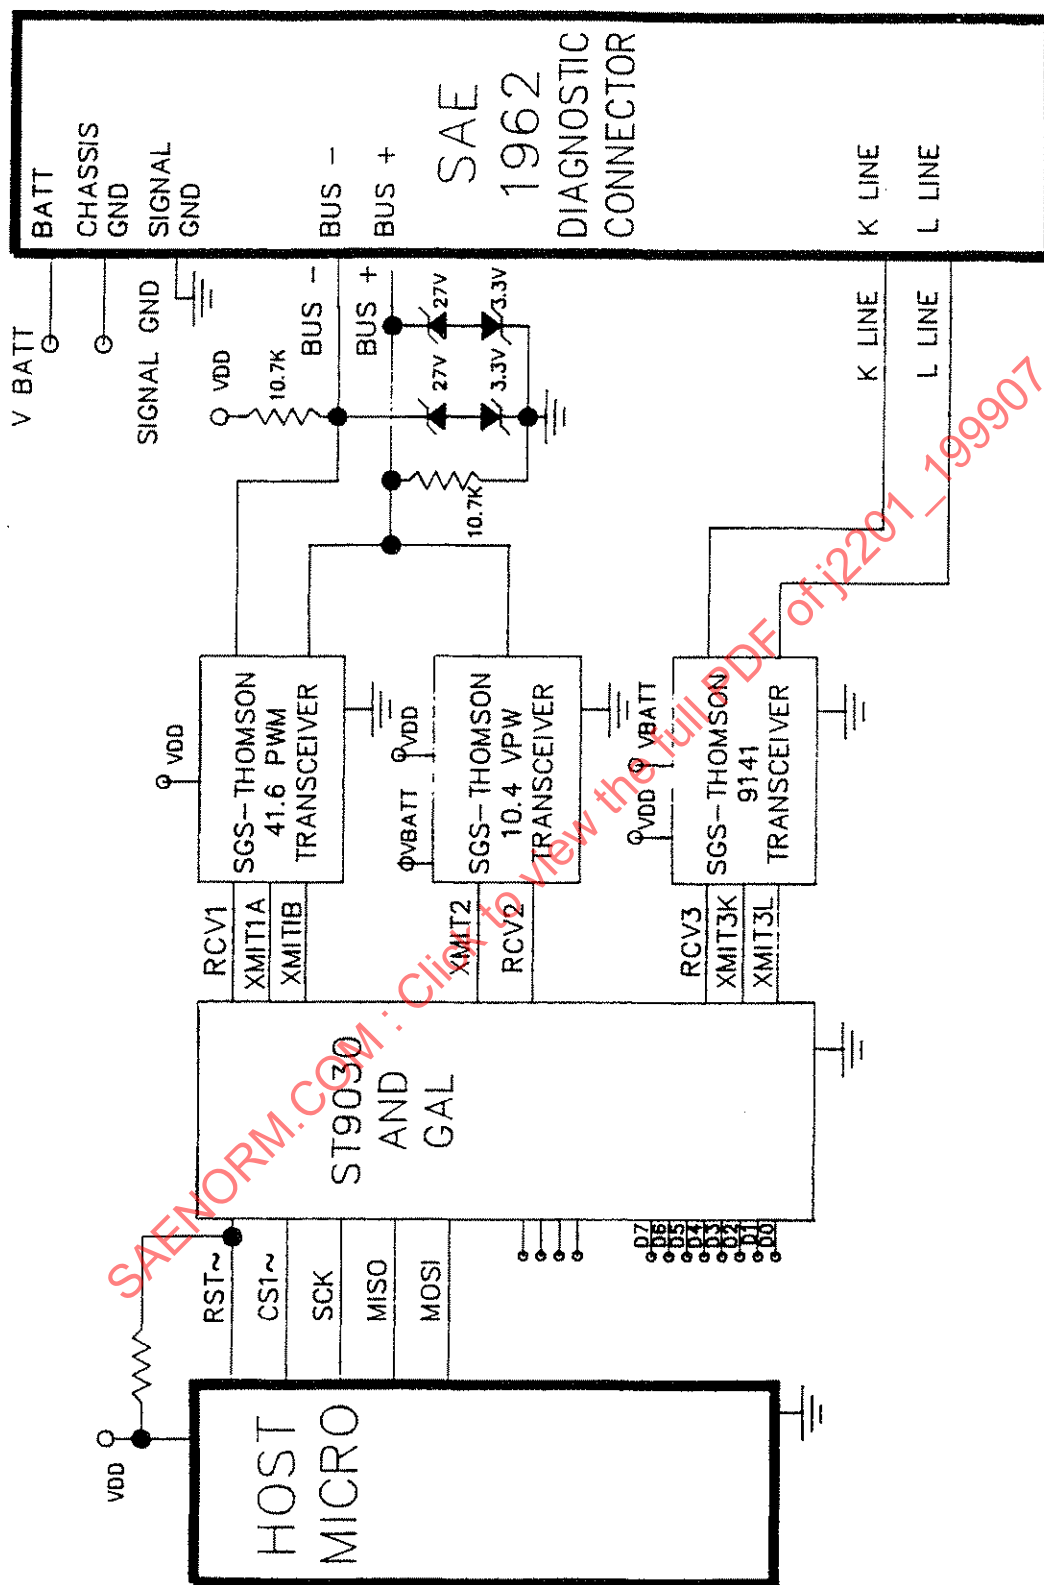 V BATT
BATT
CHASSIS
GND
SIGNAL
GND
SIGNAL GND
VDD
10.7K
BUS -
BUS +
BUS -
BUS +
27V
3.3V
27V
3.3V
10.7K
SAE
1962
DIAGNOSTIC
CONNECTOR
K LINE
L LINE
K LINE
L LINE
VDD
SGS-THOMSON
41.6 PWM
TRANSCEIVER
VBATT
VDD
SGS-THOMSON
10.4 VPW
TRANSCEIVER
VDD
VBATT
SGS-THOMSON
9141
TRANSCEIVER
RCV1
XMIT1A
XMIT1B
XMIT2
RCV2
RCV3
XMIT3K
XMIT3L
ST9030
AND
GAL
RST~
CS1~
SCK
MISO
MOSI
D7
D6
D5
D4
D3
D2
D1
D0
VDD
HOST
MICRO
SAENORM.COM : Click to view the full PDF of j2201_199907